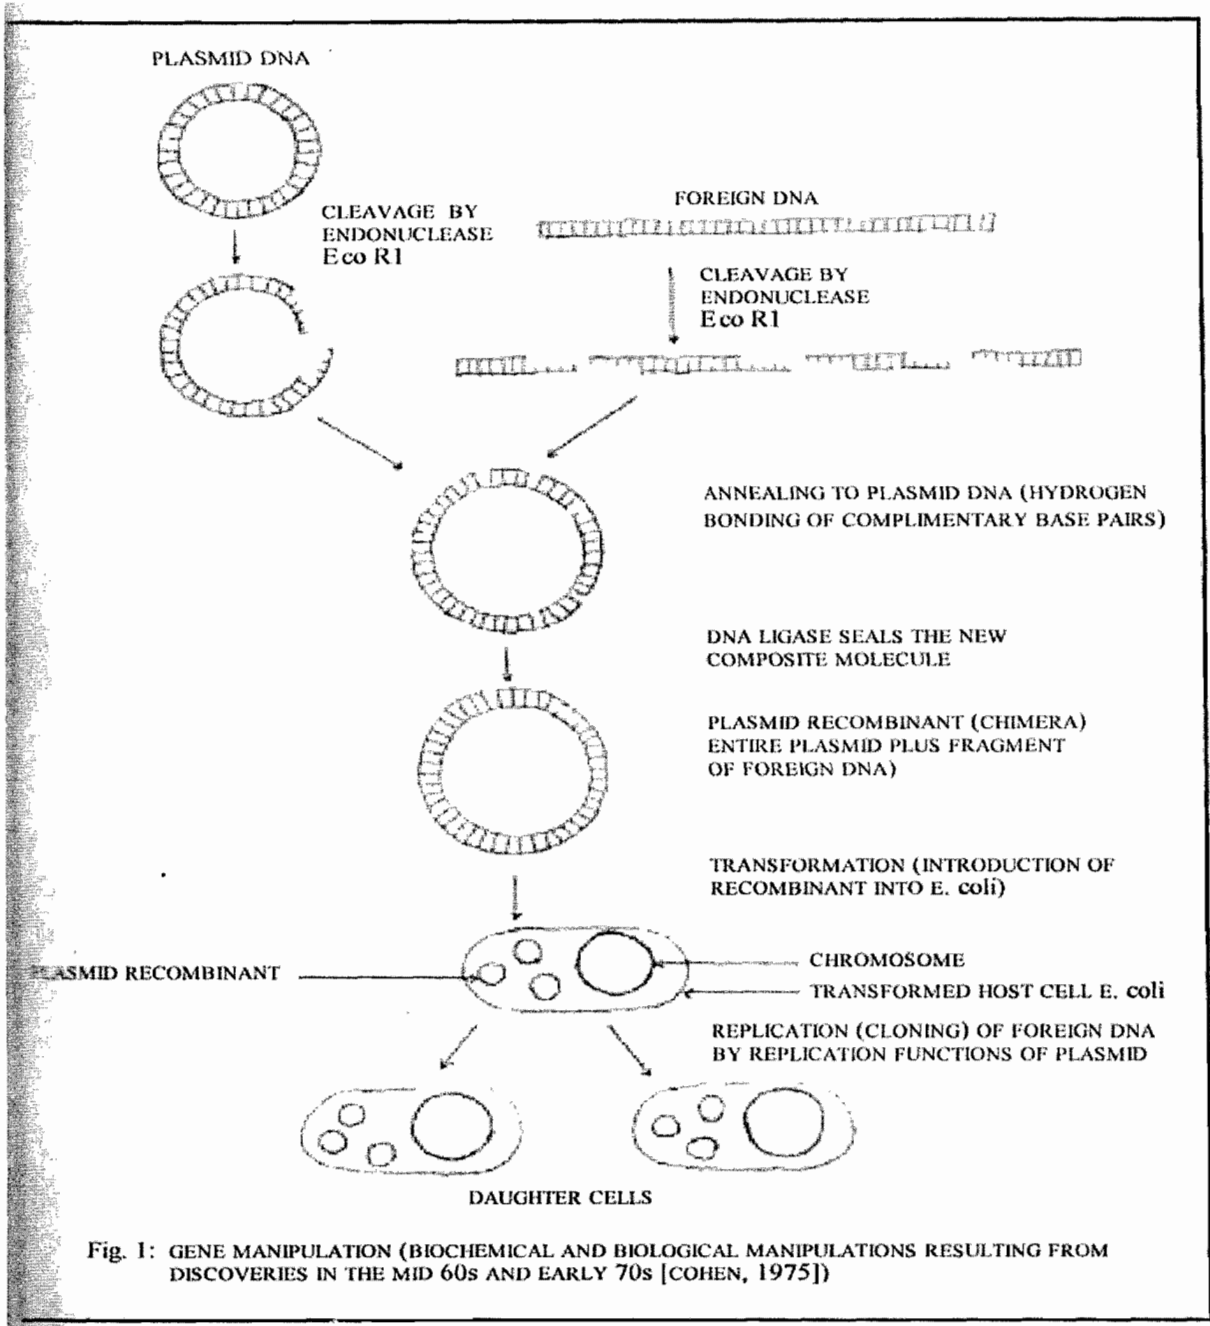 PLASMID DNA
CLEAVAGE BY
ENDONUCLEASE
Eco R1
FOREIGN DNA
CLEAVAGE BY
ENDONUCLEASE
Eco R1
ANNEALING TO PLASMID DNA (HYDROGEN
BONDING OF COMPLIMENTARY BASE PAIRS)
DNA LIGASE SEALS THE NEW
COMPOSITE MOLECULE
PLASMID RECOMBINANT (CHIMERA)
ENTIRE PLASMID PLUS FRAGMENT
OF FOREIGN DNA)
TRANSFORMATION (INTRODUCTION OF
RECOMBINANT INTO E. coli)
PLASMID RECOMBINANT
CHROMOSOME
TRANSFORMED HOST CELL E. coli
REPLICATION (CLONING) OF FOREIGN DNA
BY REPLICATION FUNCTIONS OF PLASMID
DAUGHTER CELLS
Fig. 1: GENE MANIPULATION (BIOCHEMICAL AND BIOLOGICAL MANIPULATIONS RESULTING FROM
DISCOVERIES IN THE MID 60s AND EARLY 70s [COHEN, 1975])